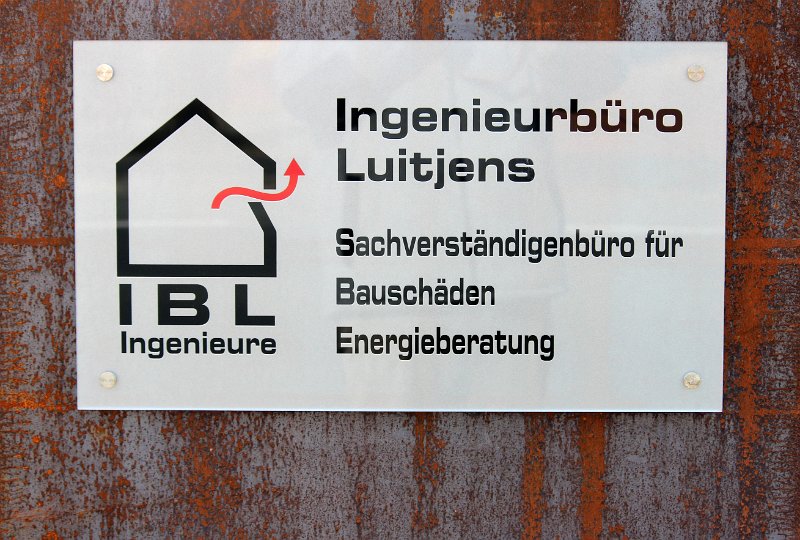 Ingenieurbüro
Luitjens
Sachverständigenbüro für
Bauschäden
Energieberatung
IBL
Ingenieure